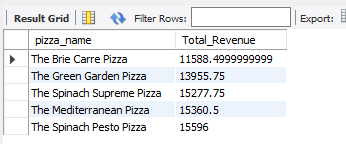 Result Grid Filter Rows: Export:
pizza_name Total_Revenue
The Brie Carre Pizza 11588.4999999999
The Green Garden Pizza 13955.75
The Spinach Supreme Pizza 15277.75
The Mediterranean Pizza 15360.5
The Spinach Pesto Pizza 15596